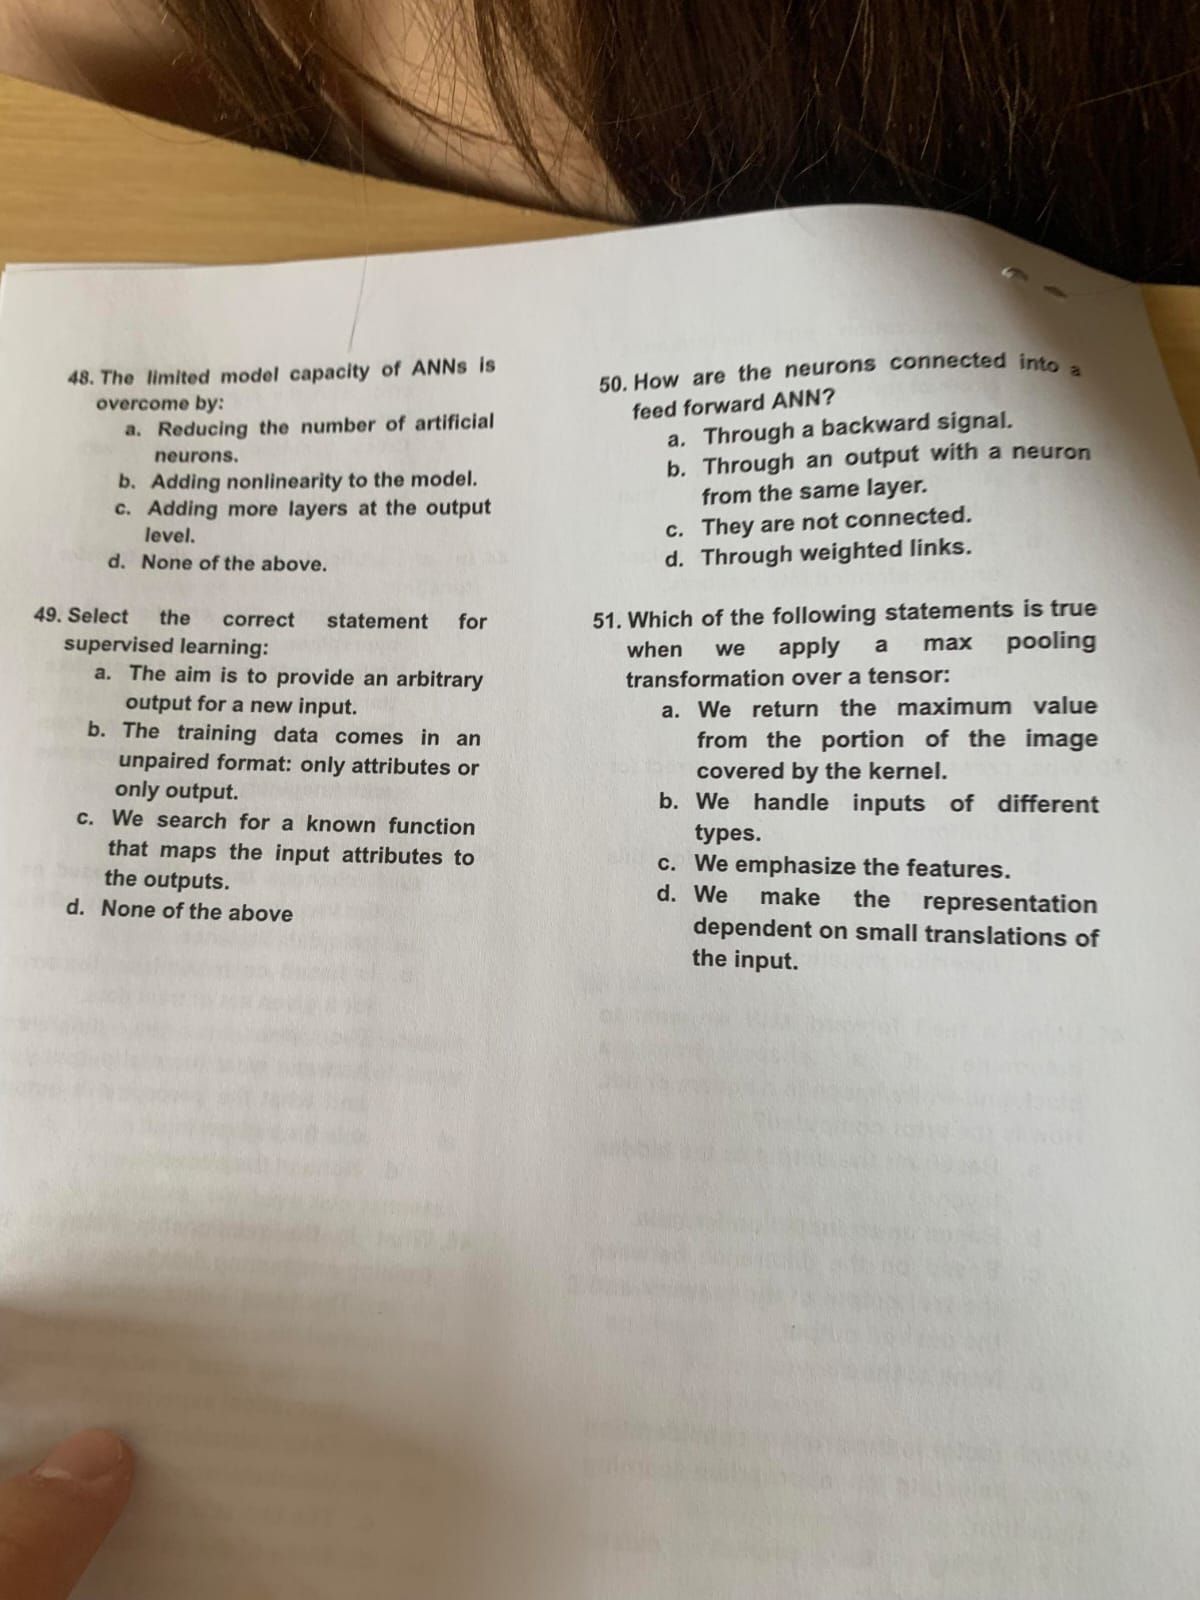 48. The limited model capacity of ANNs is
overcome by:
a. Reducing the number of artificial
neurons.
b. Adding nonlinearity to the model.
c. Adding more layers at the output
level.
d. None of the above.
49. Select the correct statement for
supervised learning:
a. The aim is to provide an arbitrary
output for a new input.
b. The training data comes in an
unpaired format: only attributes or
only output.
c. We search for a known function
that maps the input attributes to
the outputs.
d. None of the above
50. How are the neurons connected into a
feed forward ANN?
a. Through a backward signal.
b. Through an output with a neuron
from the same layer.
c. They are not connected.
d. Through weighted links.
51. Which of the following statements is true
when we apply a max pooling
transformation over a tensor:
a. We return the maximum value
from the portion of the image
covered by the kernel.
b. We handle inputs of different
types.
c. We emphasize the features.
d. We make the representation
dependent on small translations of
the input.